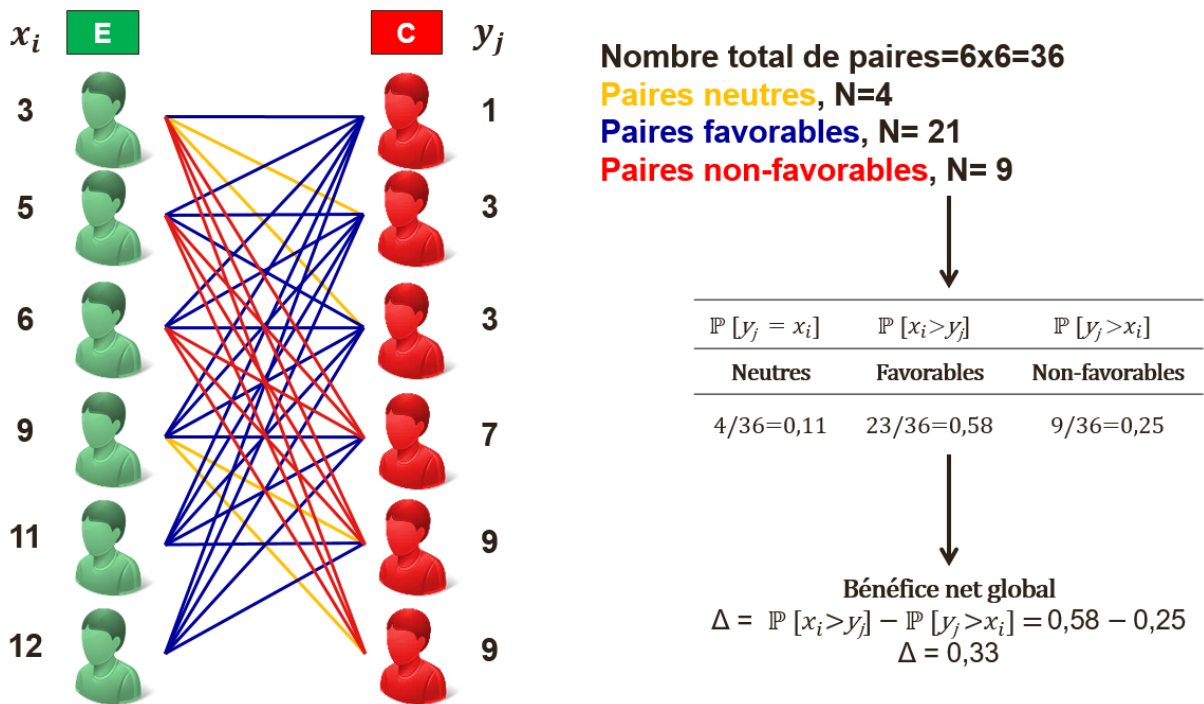 xᵢ E C yⱼ
3 1
5 3
6 3
9 7
11 9
12 9
Nombre total de paires=6x6=36
Paires neutres, N=4
Paires favorables, N= 21
Paires non-favorables, N= 9
ℙ [yⱼ = xᵢ] ℙ [xᵢ>yⱼ] ℙ [yⱼ>xᵢ]
Neutres Favorables Non-favorables
4/36=0,11 23/36=0,58 9/36=0,25
Bénéfice net global
Δ = ℙ [xᵢ>yⱼ] − ℙ [yⱼ>xᵢ] = 0,58 − 0,25
Δ = 0,33